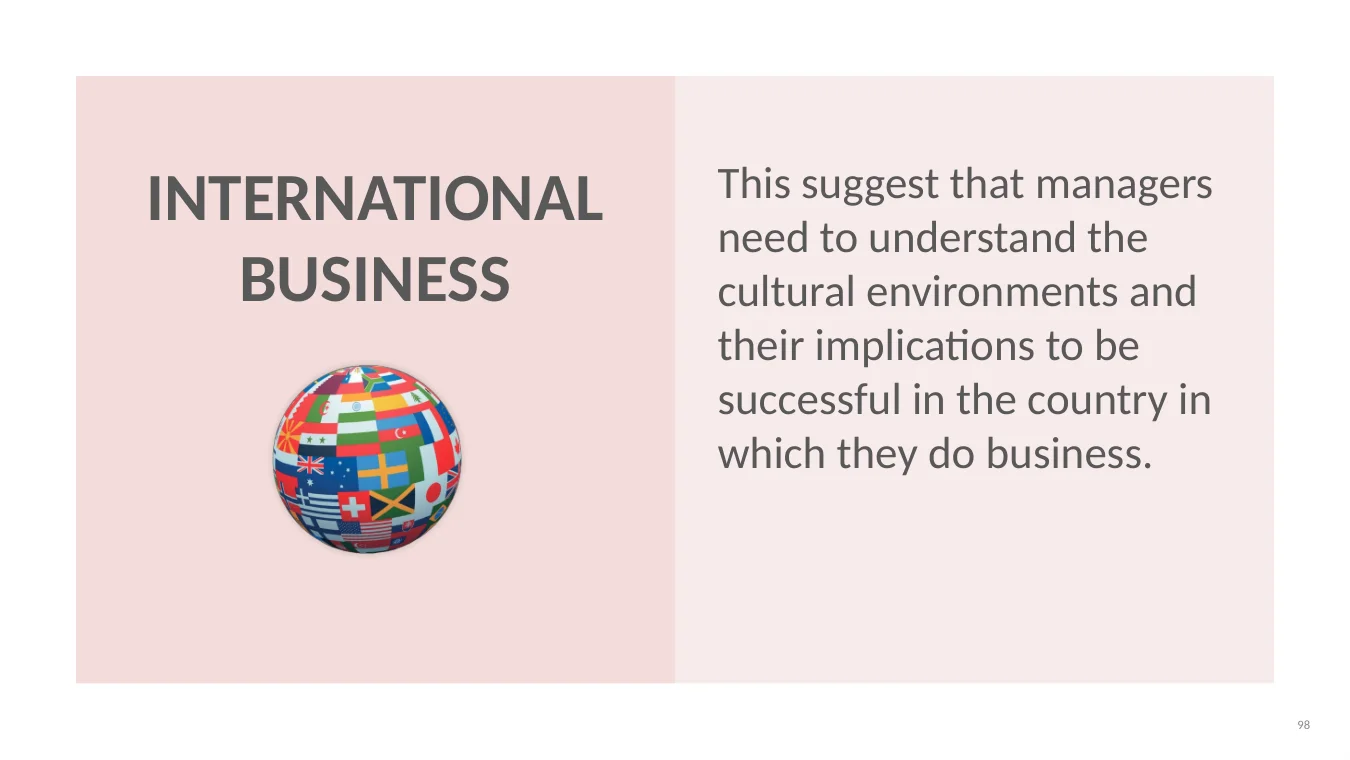 INTERNATIONAL
BUSINESS
This suggest that managers
need to understand the
cultural environments and
their implications to be
successful in the country in
which they do business.
98